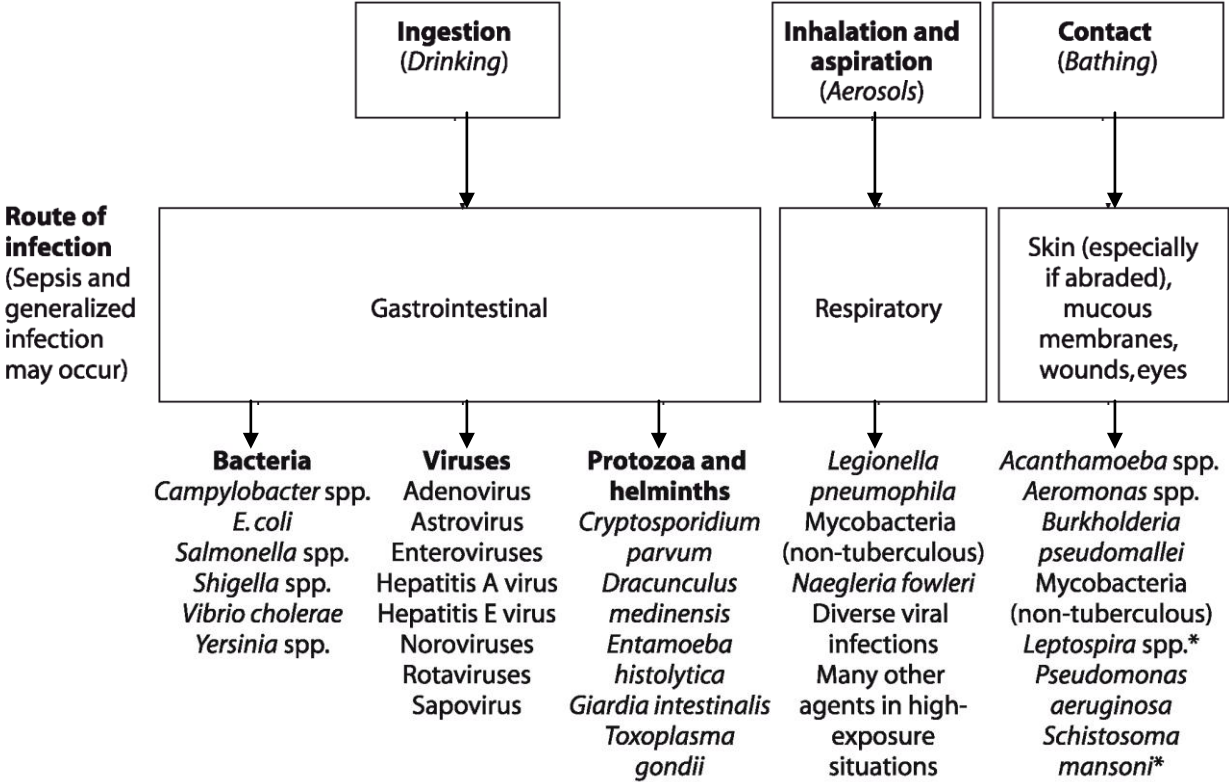 Ingestion
(Drinking)
Inhalation and
aspiration
(Aerosols)
Contact
(Bathing)
Route of
infection
(Sepsis and
generalized
infection
may occur)
Gastrointestinal
Respiratory
Skin (especially
if abraded),
mucous
membranes,
wounds,eyes
Bacteria
Campylobacter spp.
E. coli
Salmonella spp.
Shigella spp.
Vibrio cholerae
Yersinia spp.
Viruses
Adenovirus
Astrovirus
Enteroviruses
Hepatitis A virus
Hepatitis E virus
Noroviruses
Rotaviruses
Sapovirus
Protozoa and
helminths
Cryptosporidium
parvum
Dracunculus
medinensis
Entamoeba
histolytica
Giardia intestinalis
Toxoplasma
gondii
Legionella
pneumophila
Mycobacteria
(non-tuberculous)
Naegleria fowleri
Diverse viral
infections
Many other
agents in high-
exposure
situations
Acanthamoeba spp.
Aeromonas spp.
Burkholderia
pseudomallei
Mycobacteria
(non-tuberculous)
Leptospira spp.*
Pseudomonas
aeruginosa
Schistosoma
mansoni*